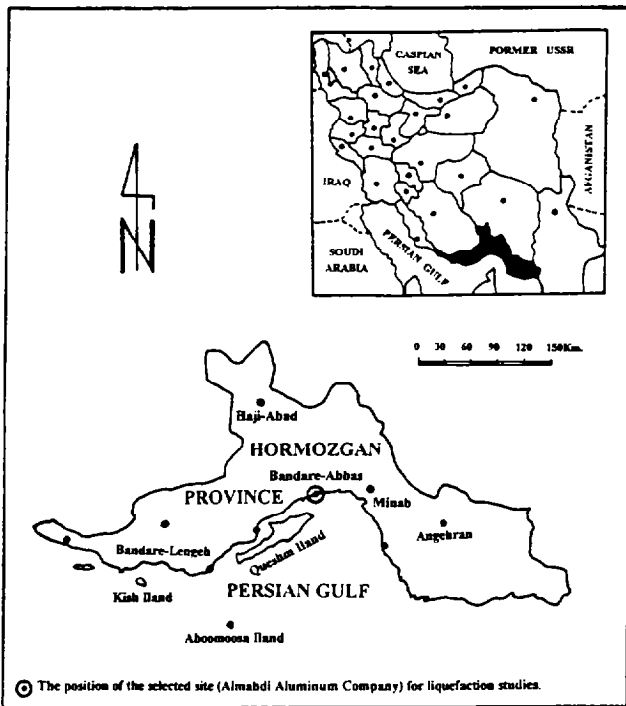 CASPIAN
SEA
FORMER USSR
AFGANISTAN
IRAQ
SOUTH
ARABIA
PERSIAN GULF
N
0 30 60 90 120 150Km.
Haji-Abad
HORMOZGAN
Bandare-Abbas
PROVINCE
Minab
Angehran
Bandare-Lengeh
Queshm Iland
Kish Iland
PERSIAN GULF
Aboomoosa Iland
The position of the selected site (Almahdi Aluminum Company) for liquefaction studies.